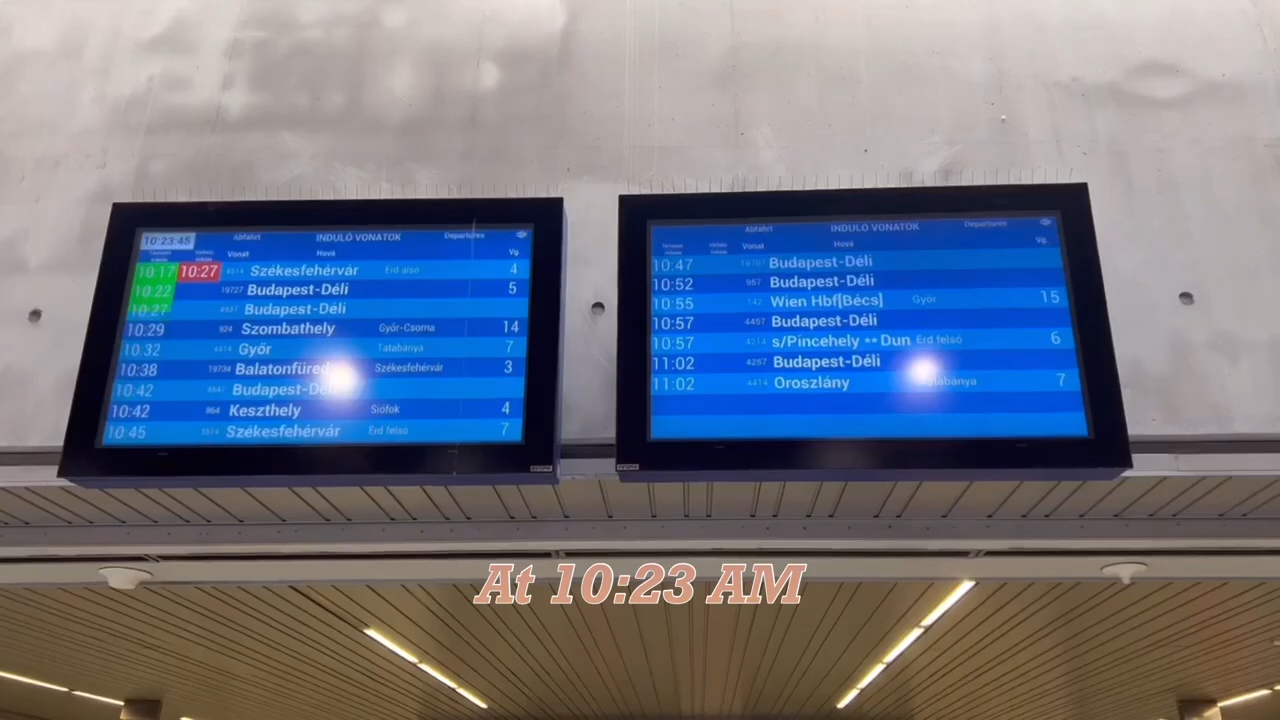 10:23:45 Abfahrt INDULÓ VONATOK Departures
Vonat Hová Vg.
10:17 10:27 Székesfehérvár Érd alsó 4
10:22 19727 Budapest-Déli 5
10:27 Budapest-Déli
10:29 924 Szombathely Győr-Csorna 14
10:32 Győr Tatabánya 7
10:38 19734 Balatonfüred Székesfehérvár 3
10:42 Budapest-Déli
10:42 864 Keszthely Siófok 4
10:45 Székesfehérvár Érd felső 7
Abfahrt INDULÓ VONATOK Departures
Vonat Hová Vg.
10:47 Budapest-Déli
10:52 957 Budapest-Déli
10:55 142 Wien Hbf[Bécs] Győr 15
10:57 4457 Budapest-Déli
10:57 4214 s/Pincehely ** Dun Érd felső 6
11:02 4267 Budapest-Déli
11:02 4414 Oroszlány Tatabánya 7
At 10:23 AM